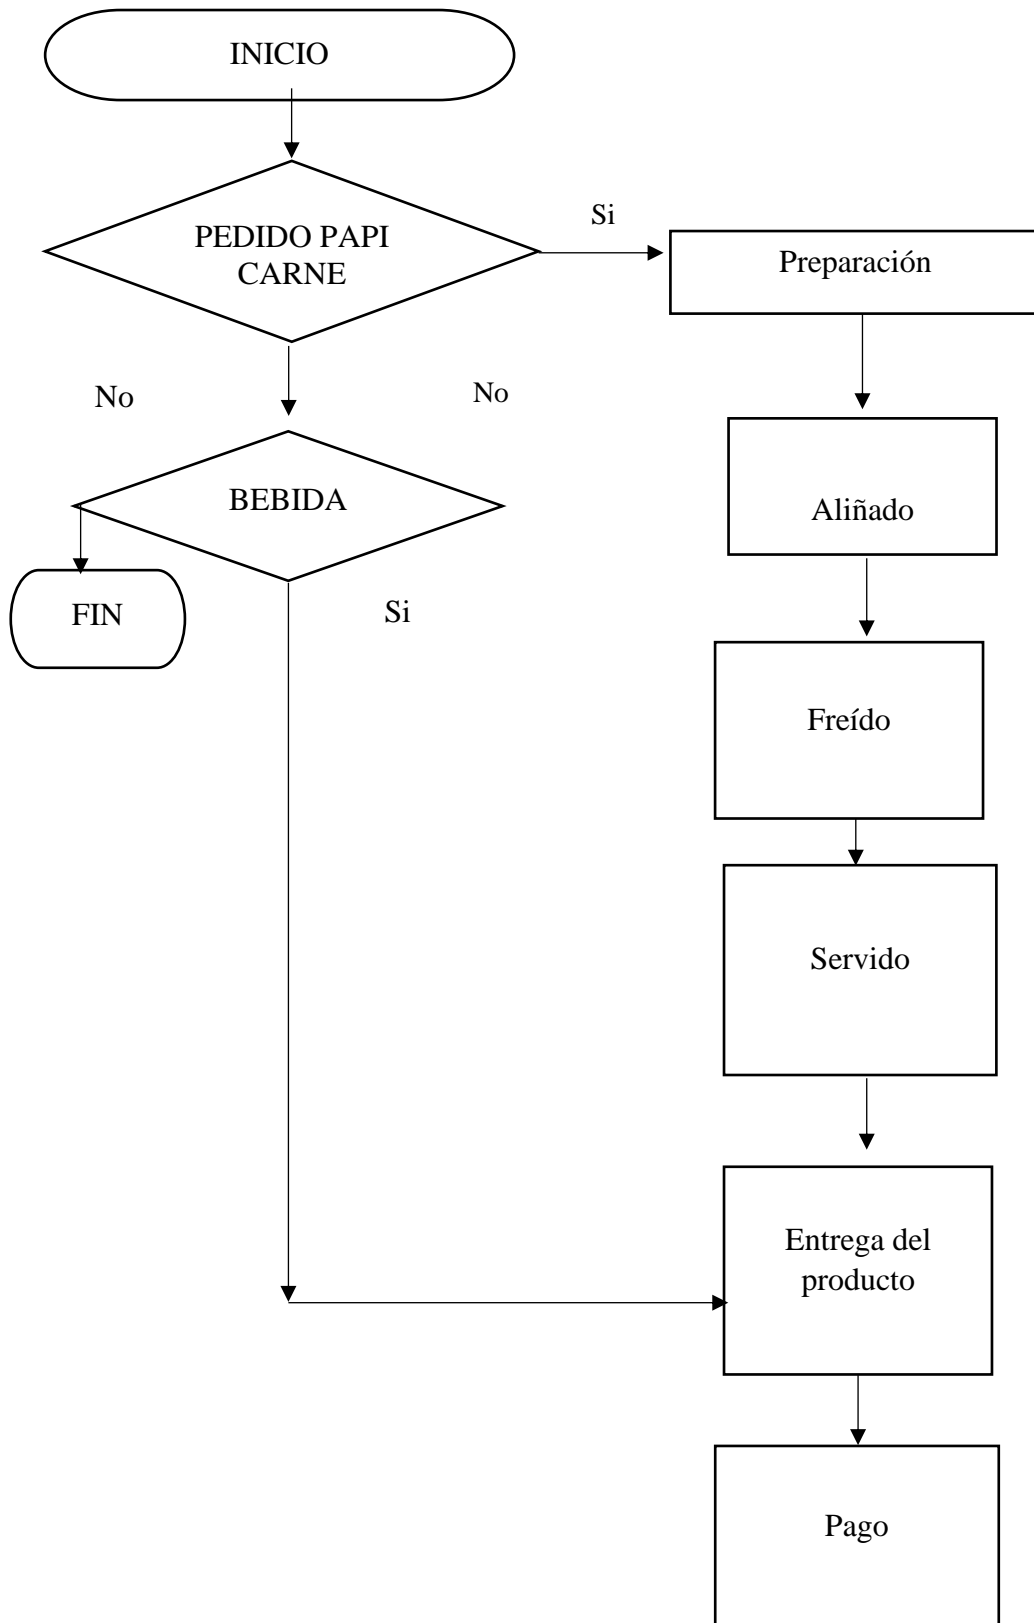 INICIO
Si
PEDIDO PAPI
CARNE
Preparación
No
No
BEBIDA
Aliñado
FIN
Si
Freído
Servido
Entrega del
producto
Pago